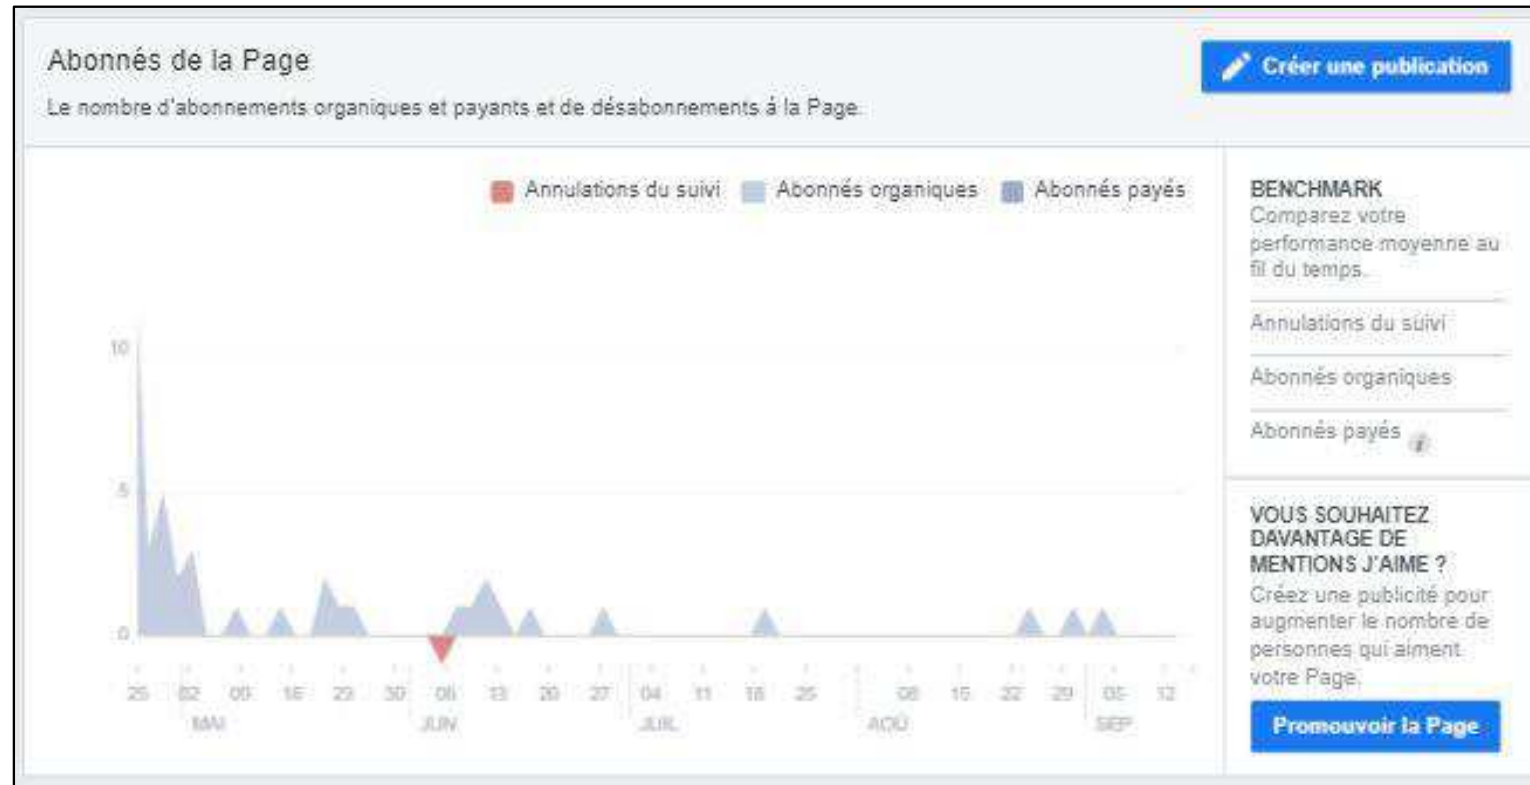 Abonnés de la Page
Créer une publication
Le nombre d'abonnements organiques et payants et de désabonnements à la Page.
Annulations du suivi Abonnés organiques Abonnés payés
10
5
0
25 02 09 16 23 30 06 13 20 27 04 11 18 25 08 15 22 29 05 12
MAI JUN JUIL AOÛ SEP
BENCHMARK
Comparez votre
performance moyenne au
fil du temps.
Annulations du suivi
Abonnés organiques
Abonnés payés i
VOUS SOUHAITEZ
DAVANTAGE DE
MENTIONS J'AIME ?
Créez une publicité pour
augmenter le nombre de
personnes qui aiment
votre Page.
Promouvoir la Page